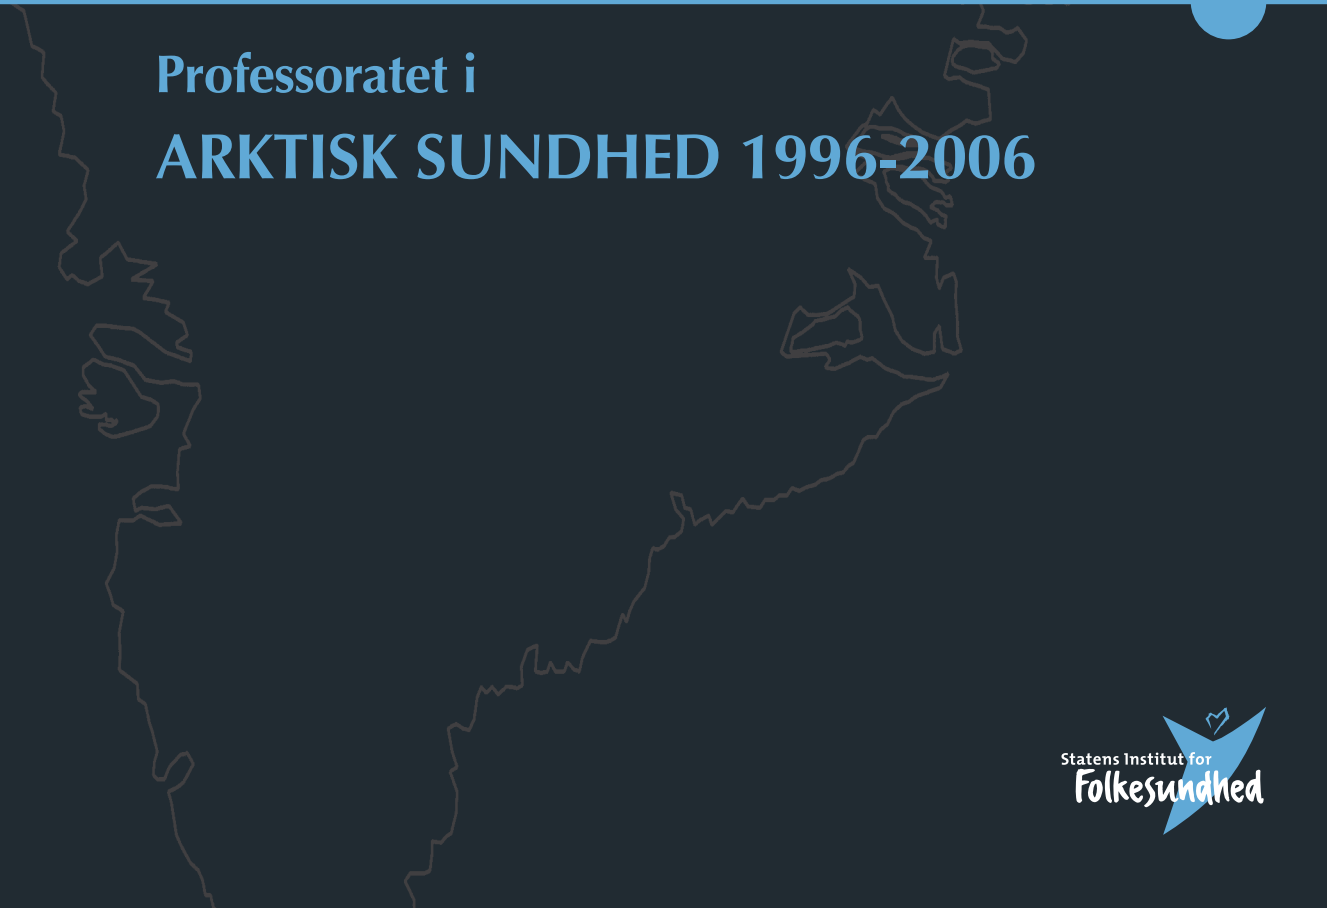 Professoratet i
ARKTISK SUNDHED 1996-2006
Statens Institut for
Folkesundhed